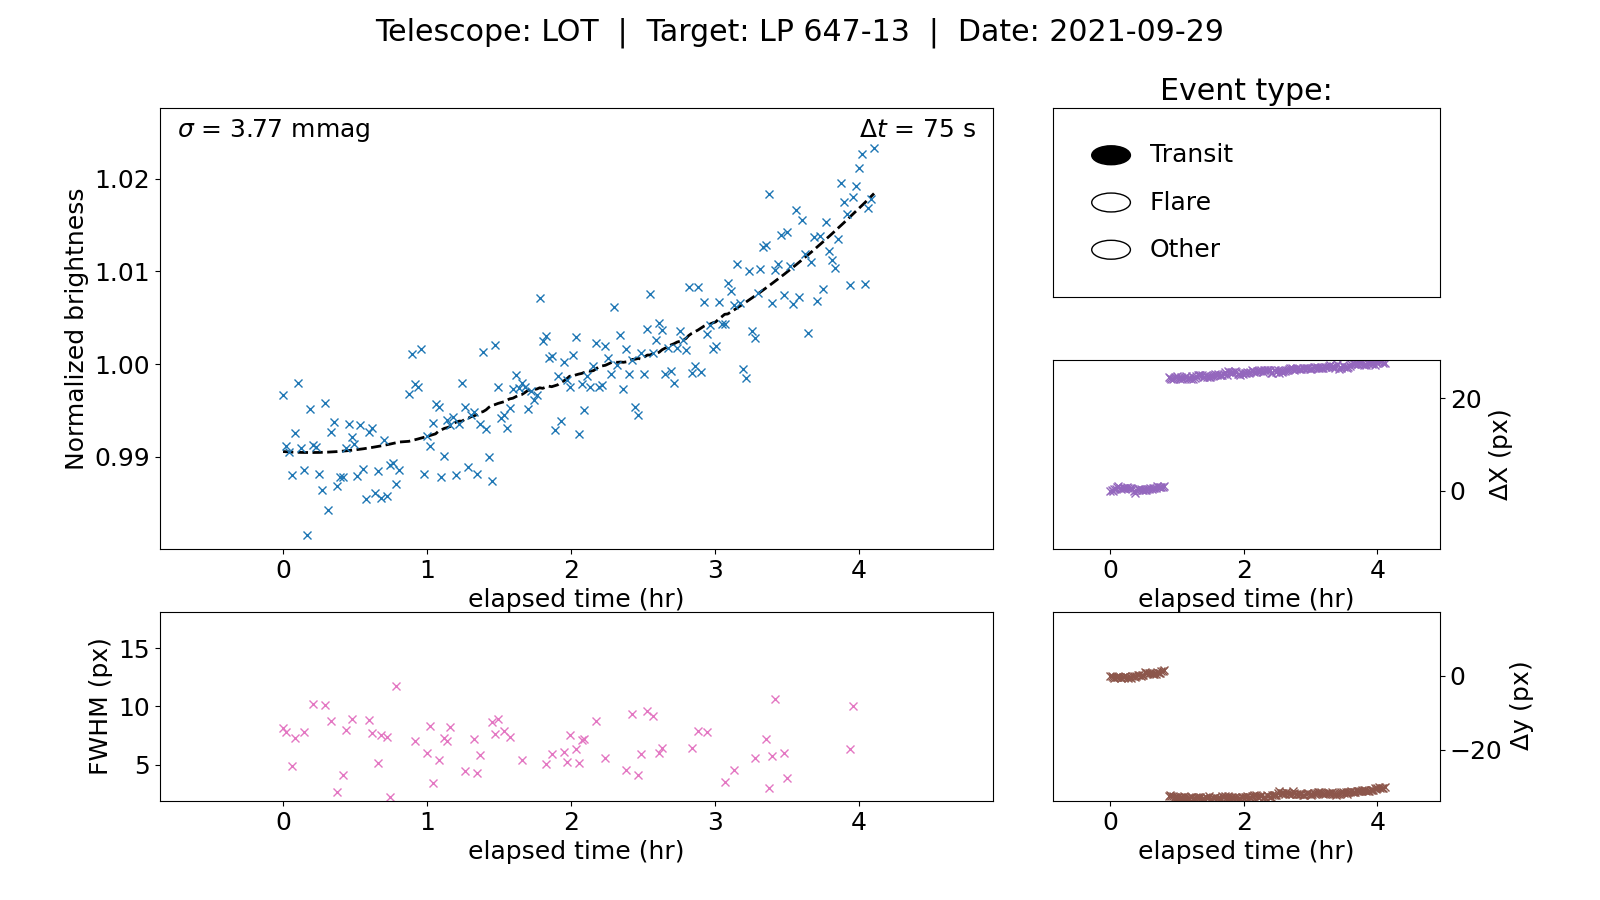 Telescope: LOT | Target: LP 647-13 | Date: 2021-09-29
Event type:
σ = 3.77 mmag
Δt = 75 s
Transit
Flare
Other
1.02
1.01
1.00
0.99
Normalized brightness
0 1 2 3 4
elapsed time (hr)
20
0
ΔX (px)
0 2 4
elapsed time (hr)
15
10
5
FWHM (px)
0 1 2 3 4
elapsed time (hr)
0
−20
Δy (px)
0 2 4
elapsed time (hr)